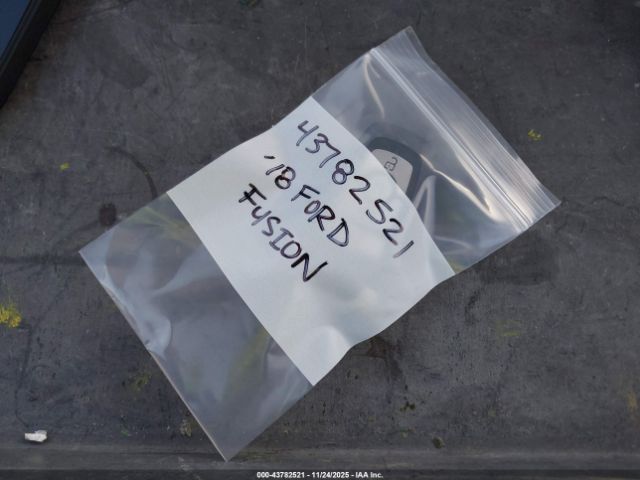 43782521
'18 FORD
FUSION
000-43782521 - 11/24/2025 - IAA Inc.